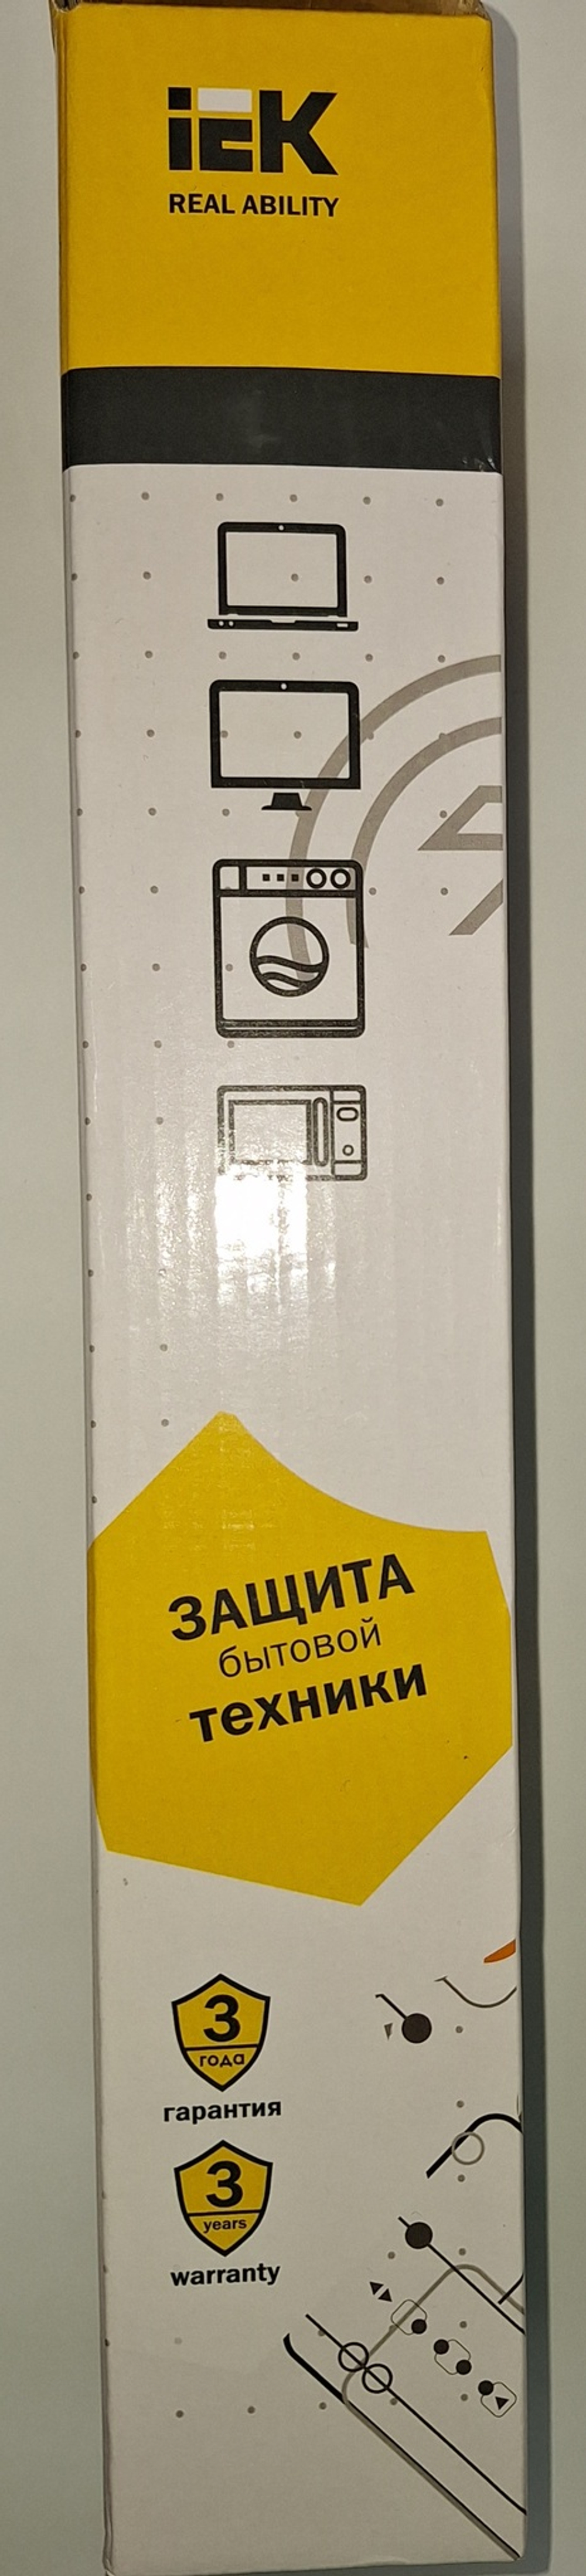 iEK
REAL ABILITY
ЗАЩИТА
бытовой
техники
3
года
гарантия
3
years
warranty